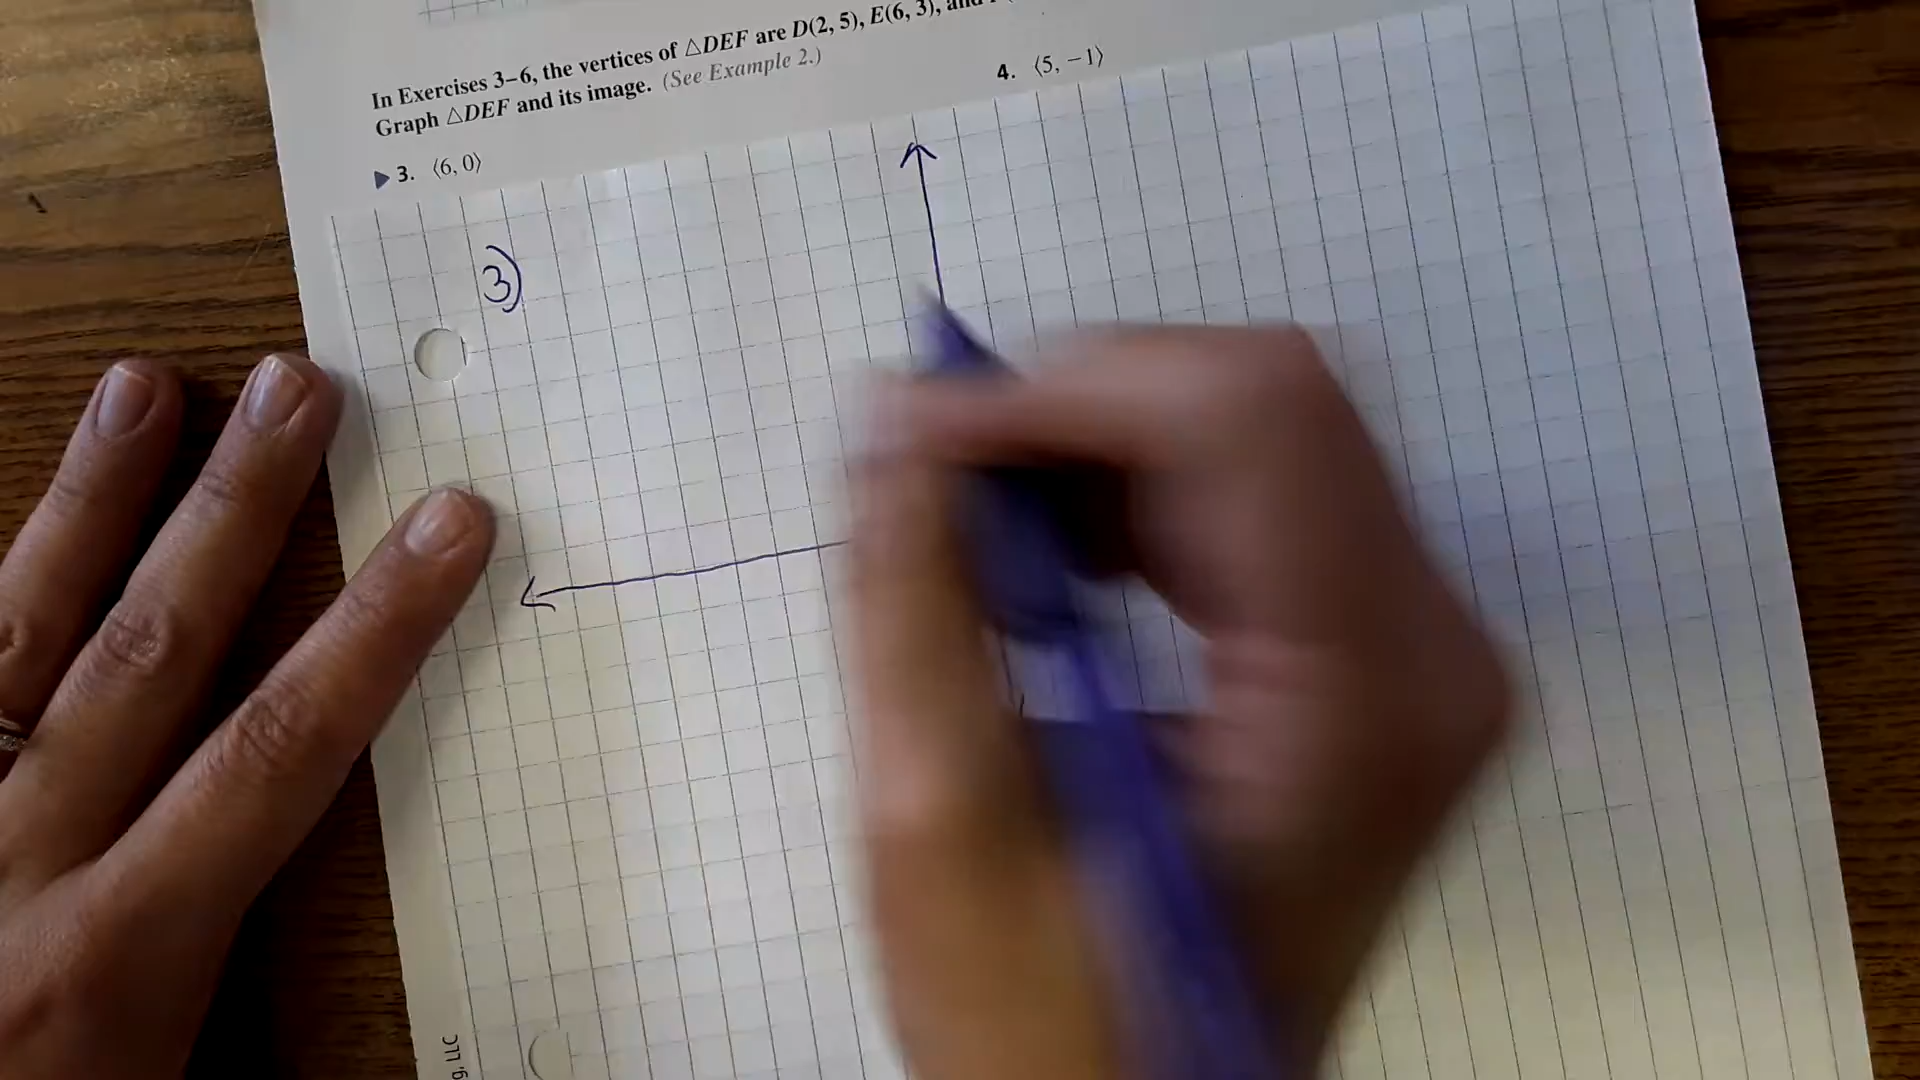 In Exercises 3–6, the vertices of △DEF are D(2, 5), E(6, 3), and
Graph △DEF and its image. (See Example 2.)
▶ 3. ⟨6, 0⟩
4. ⟨5, −1⟩
3)
g, LLC